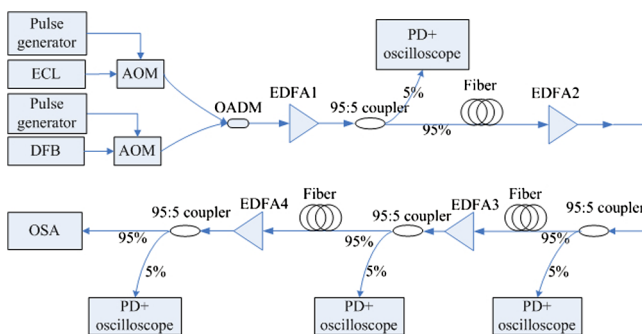 Pulse
generator
ECL
AOM
Pulse
generator
DFB
AOM
OADM
EDFA1
95:5 coupler
5%
95%
PD+
oscilloscope
Fiber
EDFA2
OSA
95%
95:5 coupler
5%
PD+
oscilloscope
EDFA4
Fiber
95%
95:5 coupler
5%
PD+
oscilloscope
EDFA3
Fiber
95%
95:5 coupler
5%
PD+
oscilloscope